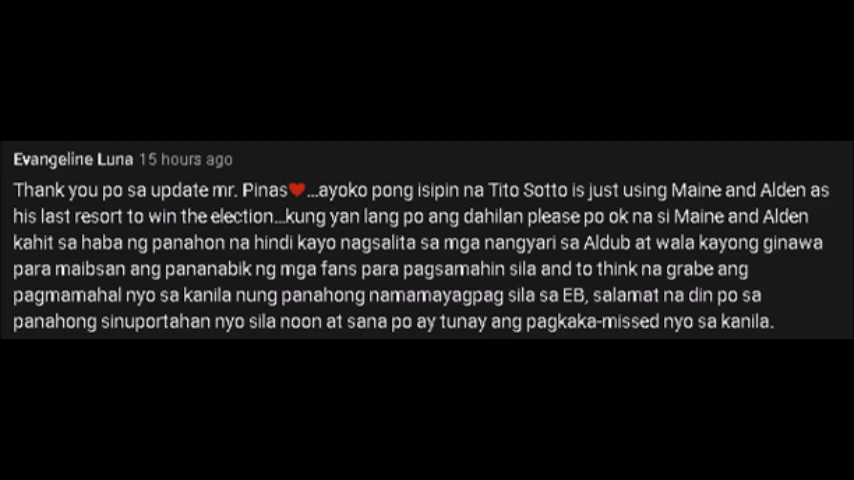 Evangeline Luna 15 hours ago
Thank you po sa update mr. Pinas❤️...ayoko pong isipin na Tito Sotto is just using Maine and Alden as
his last resort to win the election...kung yan lang po ang dahilan please po ok na si Maine and Alden
kahit sa haba ng panahon na hindi kayo nagsalita sa mga nangyari sa Aldub at wala kayong ginawa
para maibsan ang pananabik ng mga fans para pagsamahin sila and to think na grabe ang
pagmamahal nyo sa kanila nung panahong namamayagpag sila sa EB, salamat na din po sa
panahong sinuportahan nyo sila noon at sana po ay tunay ang pagkaka-missed nyo sa kanila.